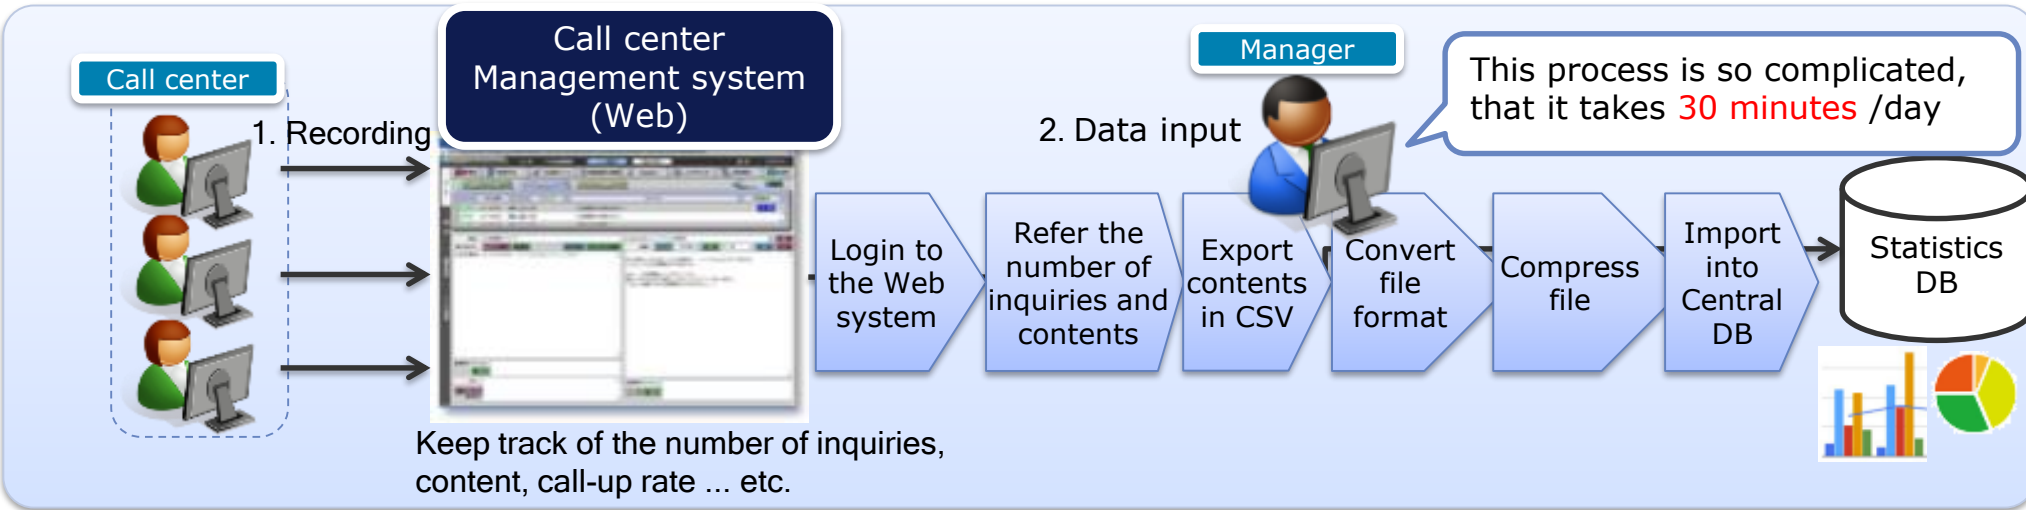 Call center
Call center
Management system
(Web)
Manager
This process is so complicated,
that it takes 30 minutes /day
1. Recording
2. Data input
Login to
the Web
system
Refer the
number of
inquiries and
contents
Export
contents
in CSV
Convert
file
format
Compress
file
Import
into
Central
DB
Statistics
DB
Keep track of the number of inquiries,
content, call-up rate ... etc.